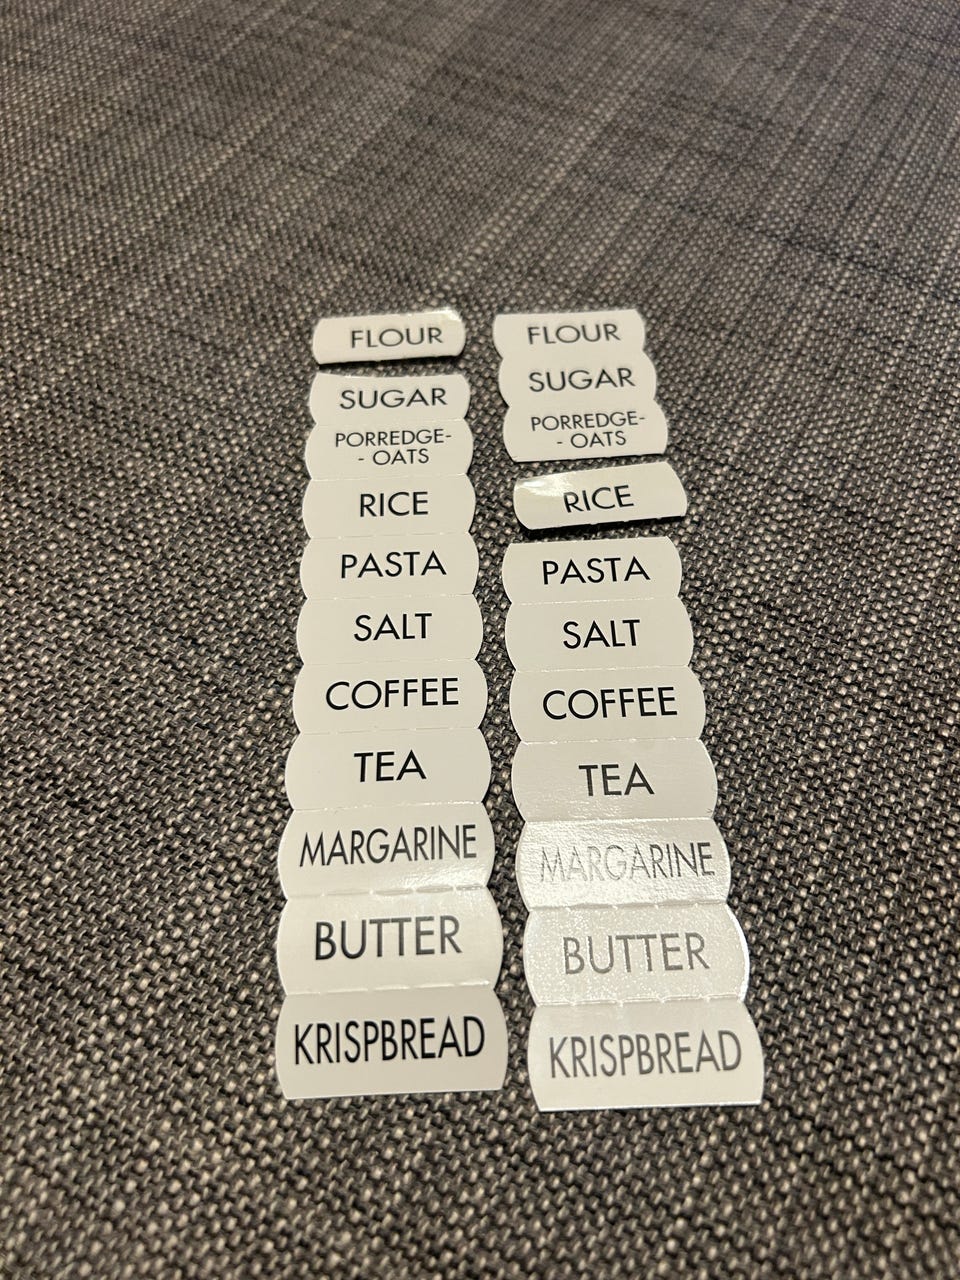 FLOUR
SUGAR
PORREDGE-
- OATS
RICE
PASTA
SALT
COFFEE
TEA
MARGARINE
BUTTER
KRISPBREAD
FLOUR
SUGAR
PORREDGE-
- OATS
RICE
PASTA
SALT
COFFEE
TEA
MARGARINE
BUTTER
KRISPBREAD